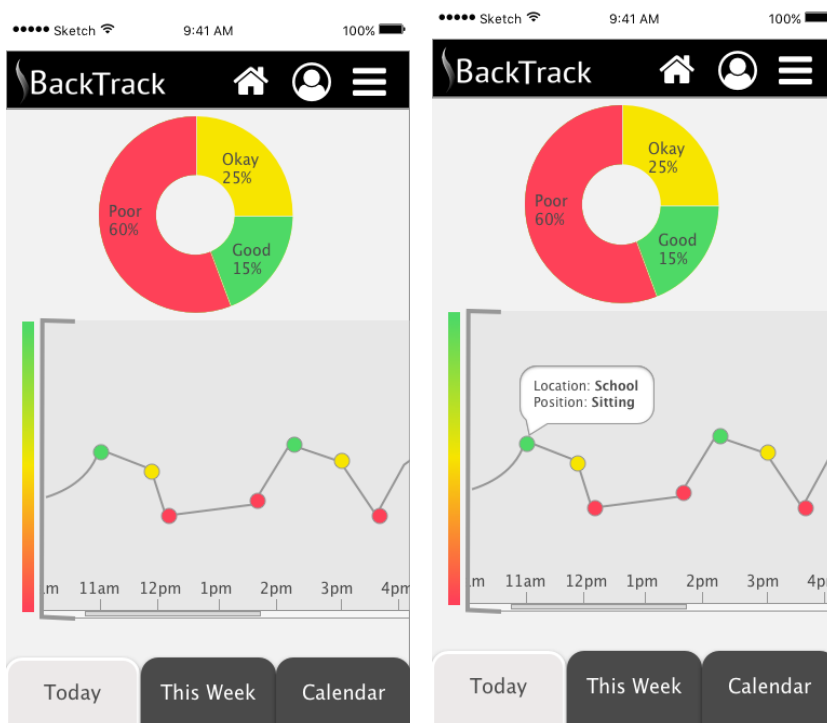 Sketch 9:41 AM 100%
BackTrack
Okay
25%
Poor
60%
Good
15%
.m 11am 12pm 1pm 2pm 3pm 4pm
Today This Week Calendar
Sketch 9:41 AM 100%
BackTrack
Okay
25%
Poor
60%
Good
15%
Location: School
Position: Sitting
.m 11am 12pm 1pm 2pm 3pm 4p
Today This Week Calendar